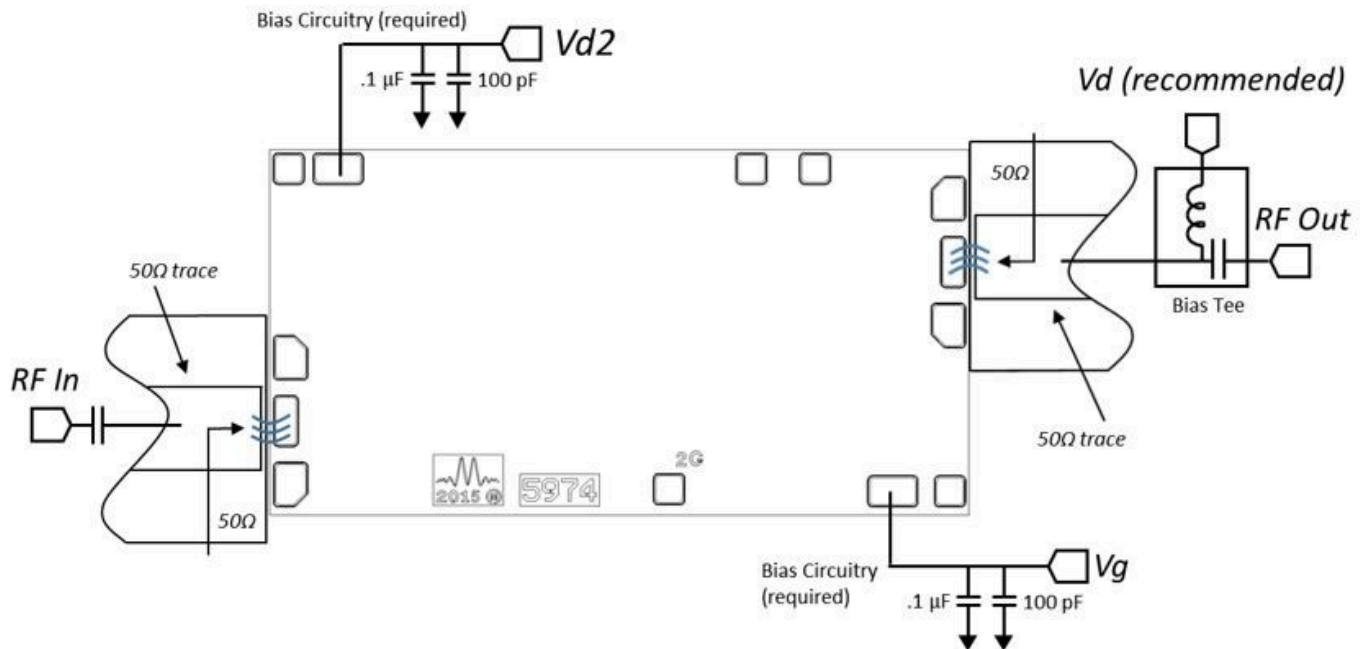 Bias Circuitry (required)
Vd2
.1 µF
100 pF
Vd (recommended)
50Ω
RF Out
Bias Tee
50Ω trace
RF In
50Ω trace
2G
2015 ®
5974
50Ω
Bias Circuitry
(required)
Vg
.1 µF
100 pF